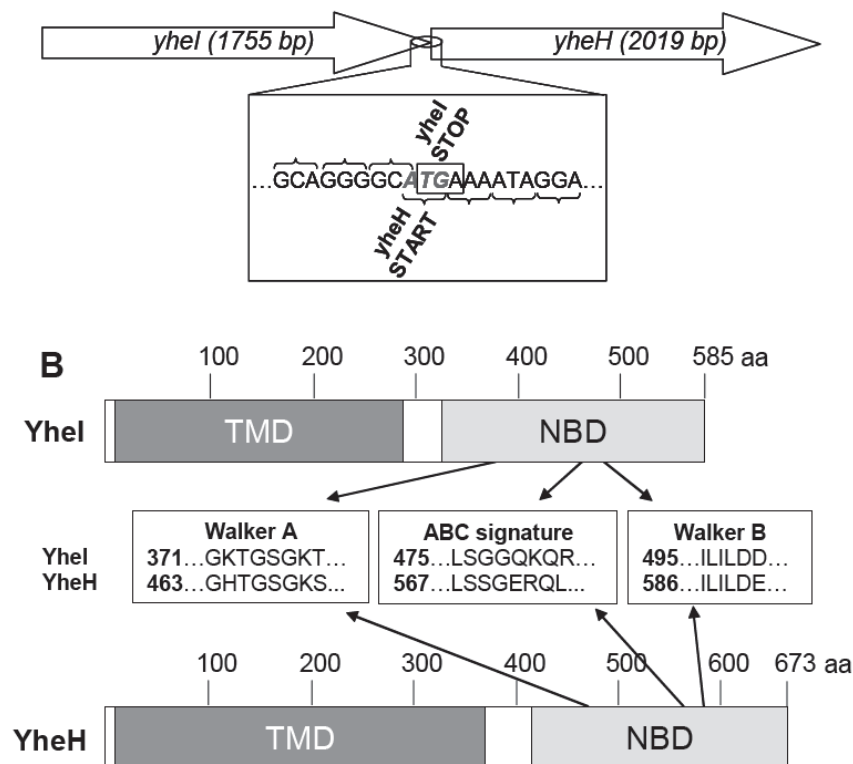 yheI (1755 bp)
yheH (2019 bp)
yheI
STOP
...GCAGGGGCATGAAAATAGGA...
yheH
START
B
100 200 300 400 500 585 aa
YheI
TMD
NBD
Walker A
ABC signature
Walker B
YheI
371...GKTGSGKT...
475...LSGGQKQR...
495...ILILDD...
YheH
463...GHTGSGKS...
567...LSSGERQL...
586...ILILDE...
100 200 300 400 500 600 673 aa
YheH
TMD
NBD